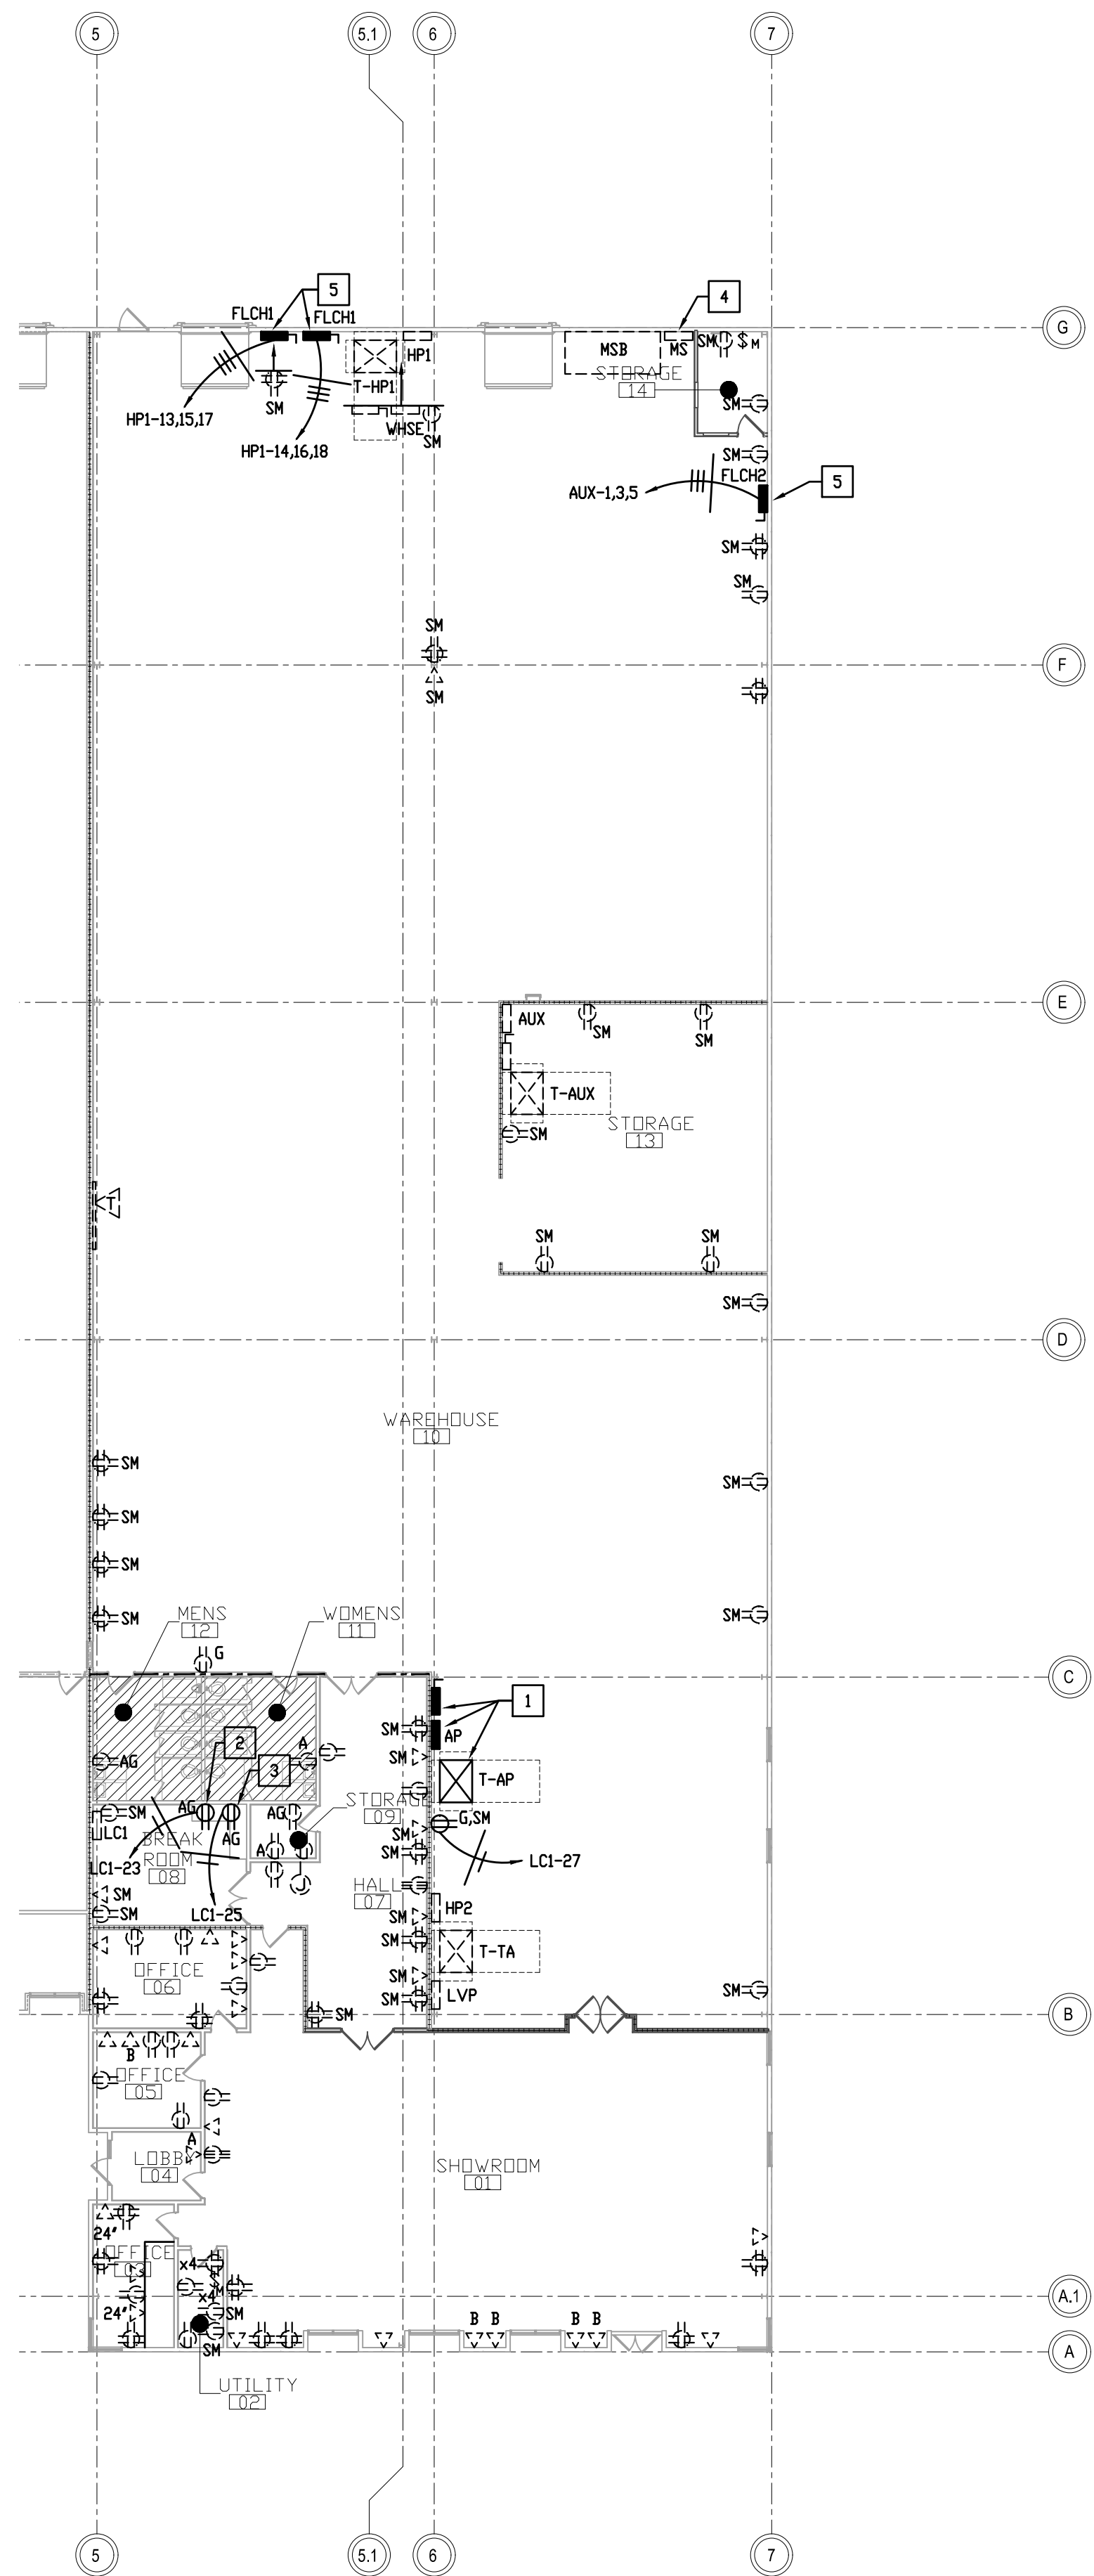 5
5.1
6
7
5
4
FLCH1
FLCH1
G
HP1
MSB
MS
SM
$M
T-HP1
STORAGE
14
SM
SM
HP1-13,15,17
WHSE
SM
HP1-14,16,18
SM
FLCH2
5
AUX-1,3,5
SM
SM
SM
F
SM
E
AUX
SM
SM
T-AUX
STORAGE
13
SM
T
SM
SM
SM
D
WAREHOUSE
10
SM
SM
SM
SM
SM
SM
MENS
12
WOMENS
11
G
C
1
SM
AP
2
A
SM
AG
3
T-AP
STORAGE
09
AG
SM
AG
G,SM
LC1
AG
SM
BREAK
ROOM
08
A
SM
LC1-23
LC1-27
J
HALL
07
SM
HP2
SM
LC1-25
SM
SM
T-TA
OFFICE
06
SM
SM
SM
LVP
SM
B
B
OFFICE
05
A
LOBBY
04
SHOWROOM
01
24"
OFFICE
03
x4
SM
x4
A.1
24"
SM
B B
B B
SM
A
UTILITY
02
5
5.1
6
7